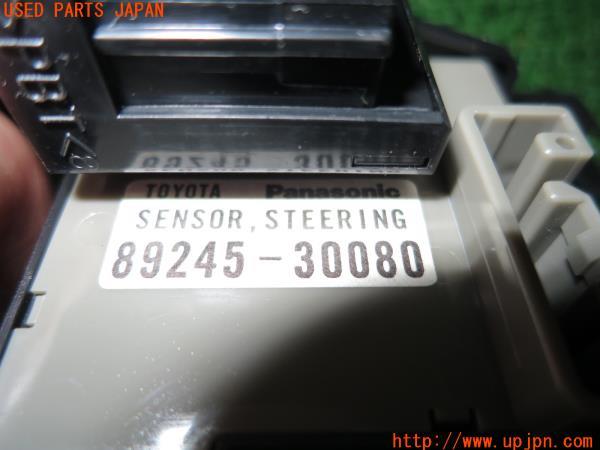 USED PARTS JAPAN
TOYOTA Panasonic
SENSOR, STEERING
89245-30080
http://www.upjpn.com